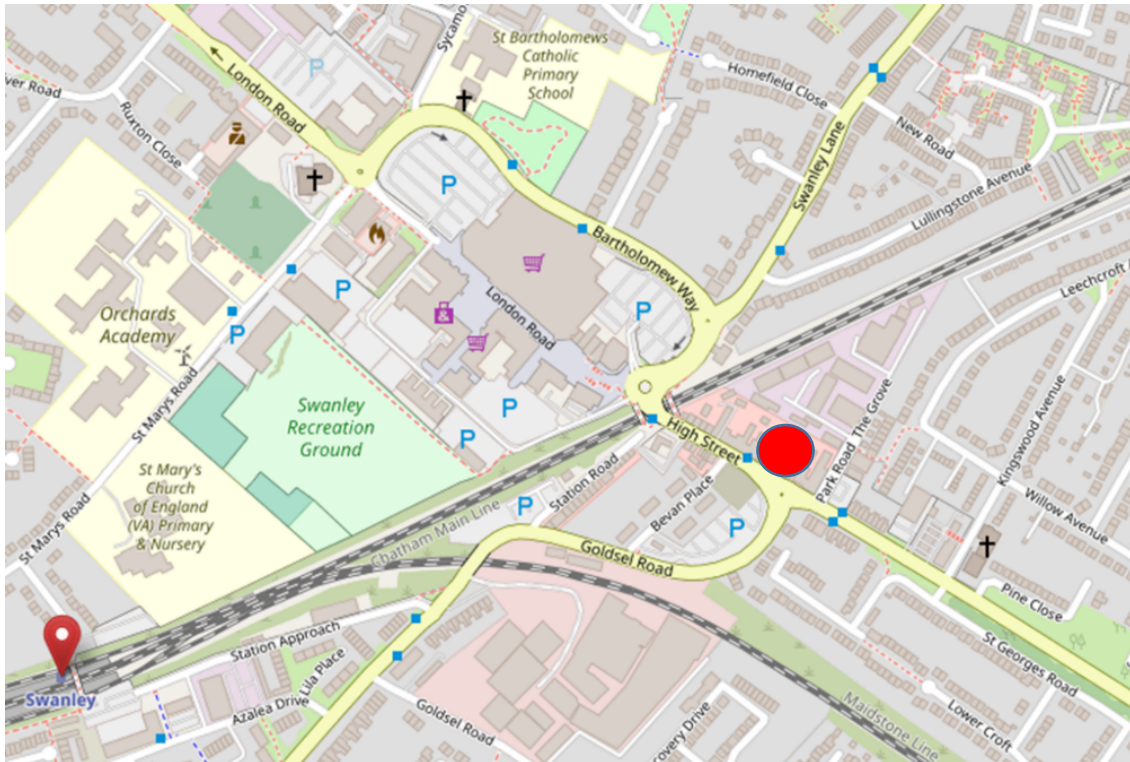 St Bartholomews
Catholic
Primary
School
Sycamo
Homefield Close
London Road
P
ver Road
Ruxton Close
New Road
Swanley Lane
Lullingstone Avenue
P
Bartholomew Way
Leechcroft A
P
P
London Road
&
Orchards
Academy
P
St Marys Road
Swanley
Recreation
Ground
P
P
High Street
Park Road
The Grove
Kingswood Avenue
Willow Avenue
St Mary's
Church
of England
(VA) Primary
& Nursery
St Marys Road
Station Road
Bevan Place
P
P
Chatham Main Line
Goldsel Road
Pine Close
St Georges Road
Station Approach
Swanley
Azalea Drive
Lila Place
Goldsel Road
overy Drive
Maidstone Line
Lower Croft